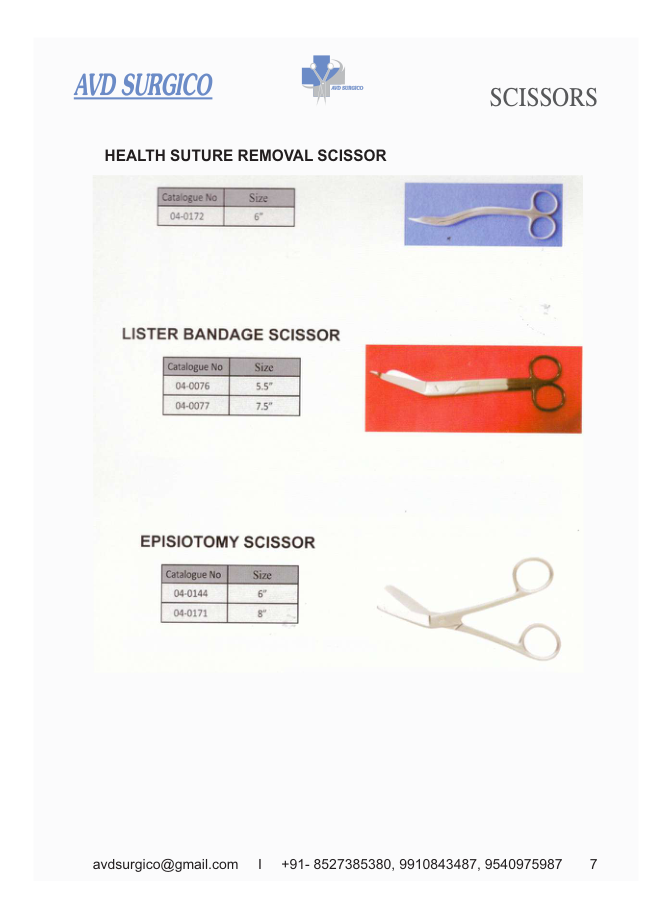 AVD SURGICO
AVD SURGICO
SCISSORS
HEALTH SUTURE REMOVAL SCISSOR
Catalogue No Size
04-0172 6"
LISTER BANDAGE SCISSOR
Catalogue No Size
04-0076 5.5"
04-0077 7.5"
EPISIOTOMY SCISSOR
Catalogue No Size
04-0144 6"
04-0171 8"
avdsurgico@gmail.com I +91- 8527385380, 9910843487, 9540975987 7